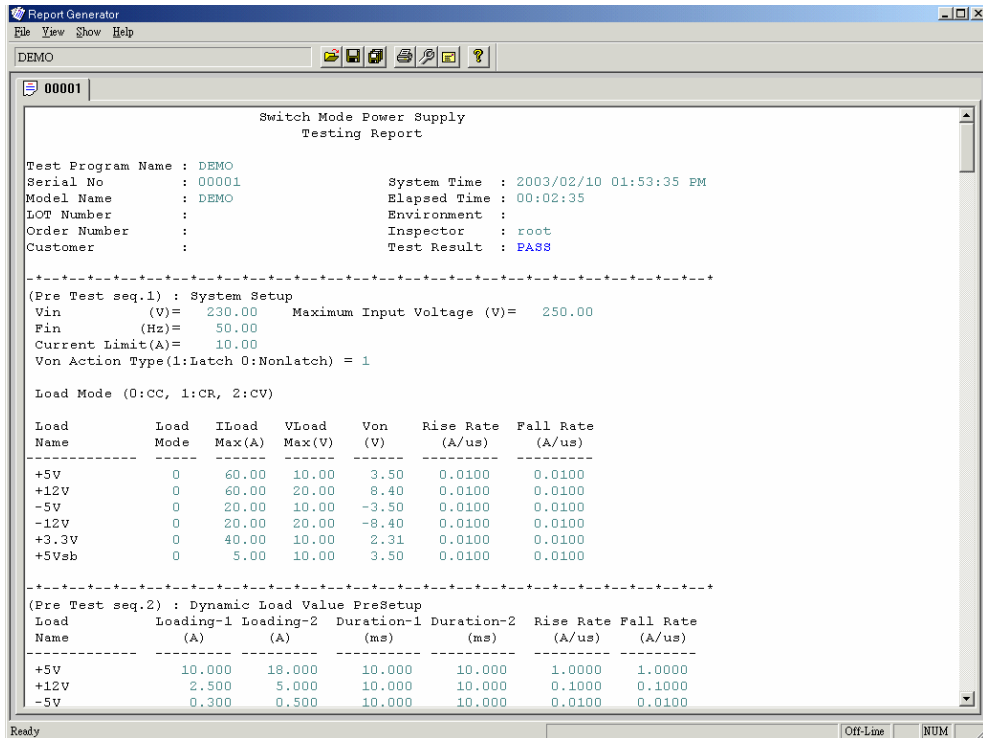 Report Generator
File View Show Help
DEMO
00001
Switch Mode Power Supply
Testing Report
Test Program Name : DEMO
Serial No : 00001 System Time : 2003/02/10 01:53:35 PM
Model Name : DEMO Elapsed Time : 00:02:35
LOT Number : Environment :
Order Number : Inspector : root
Customer : Test Result : PASS
-+--+--+--+--+--+--+--+--+--+--+--+--+--+--+--+--+--+--+--+--+--+--+--+--+--+--+
(Pre Test seq.1) : System Setup
Vin (V)= 230.00 Maximum Input Voltage (V)= 250.00
Fin (Hz)= 50.00
Current Limit(A)= 10.00
Von Action Type(1:Latch 0:Nonlatch) = 1
Load Mode (0:CC, 1:CR, 2:CV)
Load Load ILoad VLoad Von Rise Rate Fall Rate
Name Mode Max(A) Max(V) (V) (A/us) (A/us)
------------- ----- ------ ------ ------ --------- ---------
+5V 0 60.00 10.00 3.50 0.0100 0.0100
+12V 0 60.00 20.00 8.40 0.0100 0.0100
-5V 0 20.00 10.00 -3.50 0.0100 0.0100
-12V 0 20.00 20.00 -8.40 0.0100 0.0100
+3.3V 0 40.00 10.00 2.31 0.0100 0.0100
+5Vsb 0 5.00 10.00 3.50 0.0100 0.0100
-+--+--+--+--+--+--+--+--+--+--+--+--+--+--+--+--+--+--+--+--+--+--+--+--+--+--+
(Pre Test seq.2) : Dynamic Load Value PreSetup
Load Loading-1 Loading-2 Duration-1 Duration-2 Rise Rate Fall Rate
Name (A) (A) (ms) (ms) (A/us) (A/us)
------------- --------- --------- ---------- ---------- --------- ---------
+5V 10.000 18.000 10.000 10.000 1.0000 1.0000
+12V 2.500 5.000 10.000 10.000 0.1000 0.1000
-5V 0.300 0.500 10.000 10.000 0.0100 0.0100
Ready Off-Line NUM